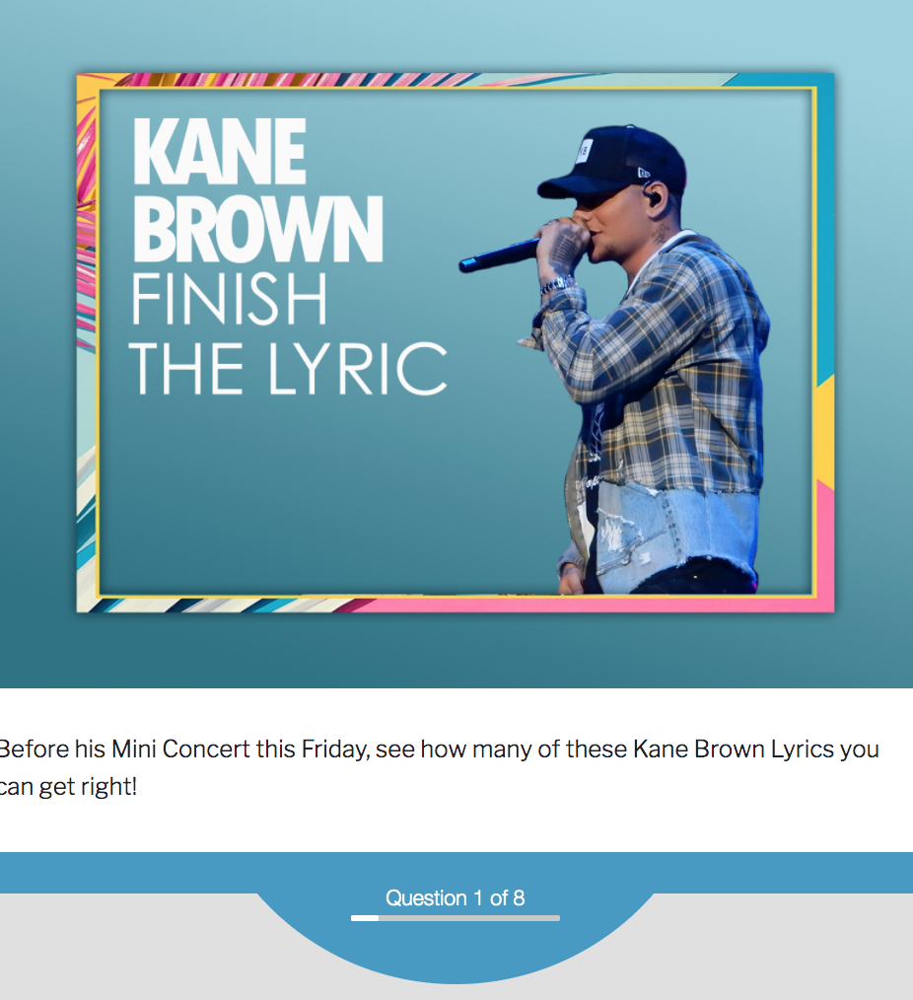 KANE
BROWN
FINISH
THE LYRIC
Before his Mini Concert this Friday, see how many of these Kane Brown Lyrics you
can get right!
Question 1 of 8